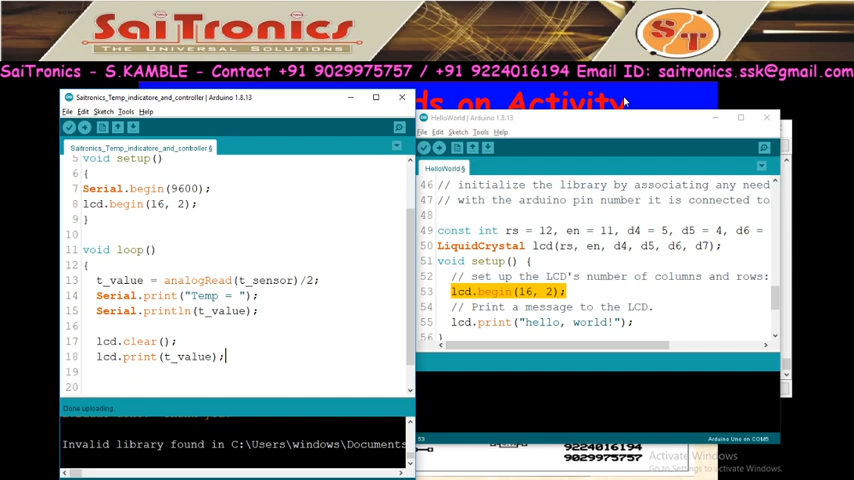 SaiTronics
THE UNIVERSAL SOLUTIONS
ST
SaiTronics - S.KAMBLE - Contact +91 9029975757 / +91 9224016194 Email ID: saitronics.ssk@gmail.com
ds on Activity
Saitronics_Temp_indicatore_and_controller | Arduino 1.8.13
File Edit Sketch Tools Help
Saitronics_Temp_indicatore_and_controller §
5 void setup()
6 {
7 Serial.begin(9600);
8 lcd.begin(16, 2);
9 }
10
11 void loop()
12 {
13 t_value = analogRead(t_sensor)/2;
14 Serial.print("Temp = ");
15 Serial.println(t_value);
16
17 lcd.clear();
18 lcd.print(t_value);
19
20
Done uploading.
Invalid library found in C:\Users\windows\Documents
HelloWorld | Arduino 1.8.13
File Edit Sketch Tools Help
HelloWorld §
46 // initialize the library by associating any need
47 // with the arduino pin number it is connected to
48
49 const int rs = 12, en = 11, d4 = 5, d5 = 4, d6 =
50 LiquidCrystal lcd(rs, en, d4, d5, d6, d7);
51 void setup() {
52 // set up the LCD's number of columns and rows:
53 lcd.begin(16, 2);
54 // Print a message to the LCD.
55 lcd.print("hello, world!");
56 }
53
Arduino Uno on COM5
9224016194
9029975757
Activate Windows
Go to Settings to activate Windows.